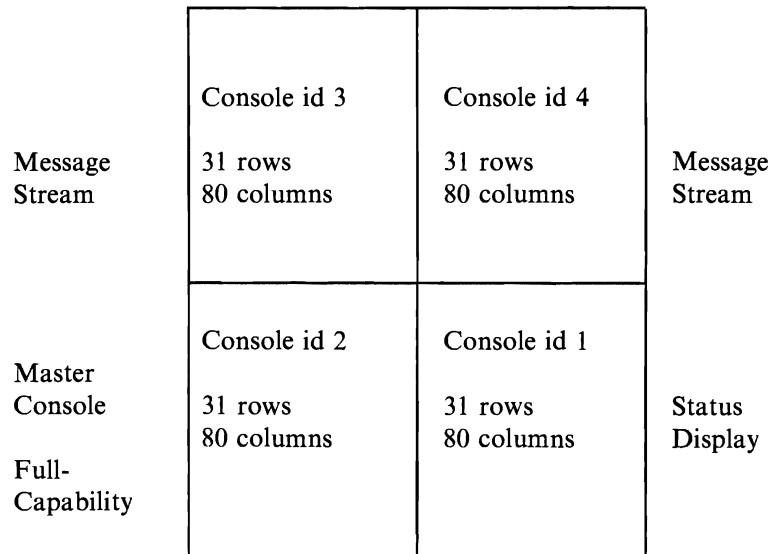 Console id 3
Console id 4
Message
Stream
31 rows
80 columns
31 rows
80 columns
Message
Stream
Console id 2
Console id 1
Master
Console
Full-
Capability
31 rows
80 columns
31 rows
80 columns
Status
Display